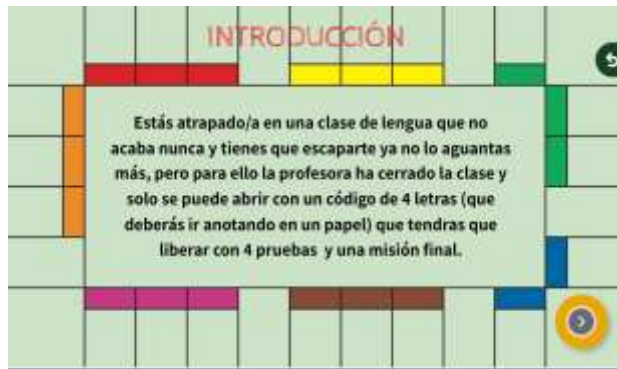 INTRODUCCIÓN
Estás atrapado/a en una clase de lengua que no
acaba nunca y tienes que escaparte ya no lo aguantas
más, pero para ello la profesora ha cerrado la clase y
solo se puede abrir con un código de 4 letras (que
deberás ir anotando en un papel) que tendras que
liberar con 4 pruebas y una misión final.